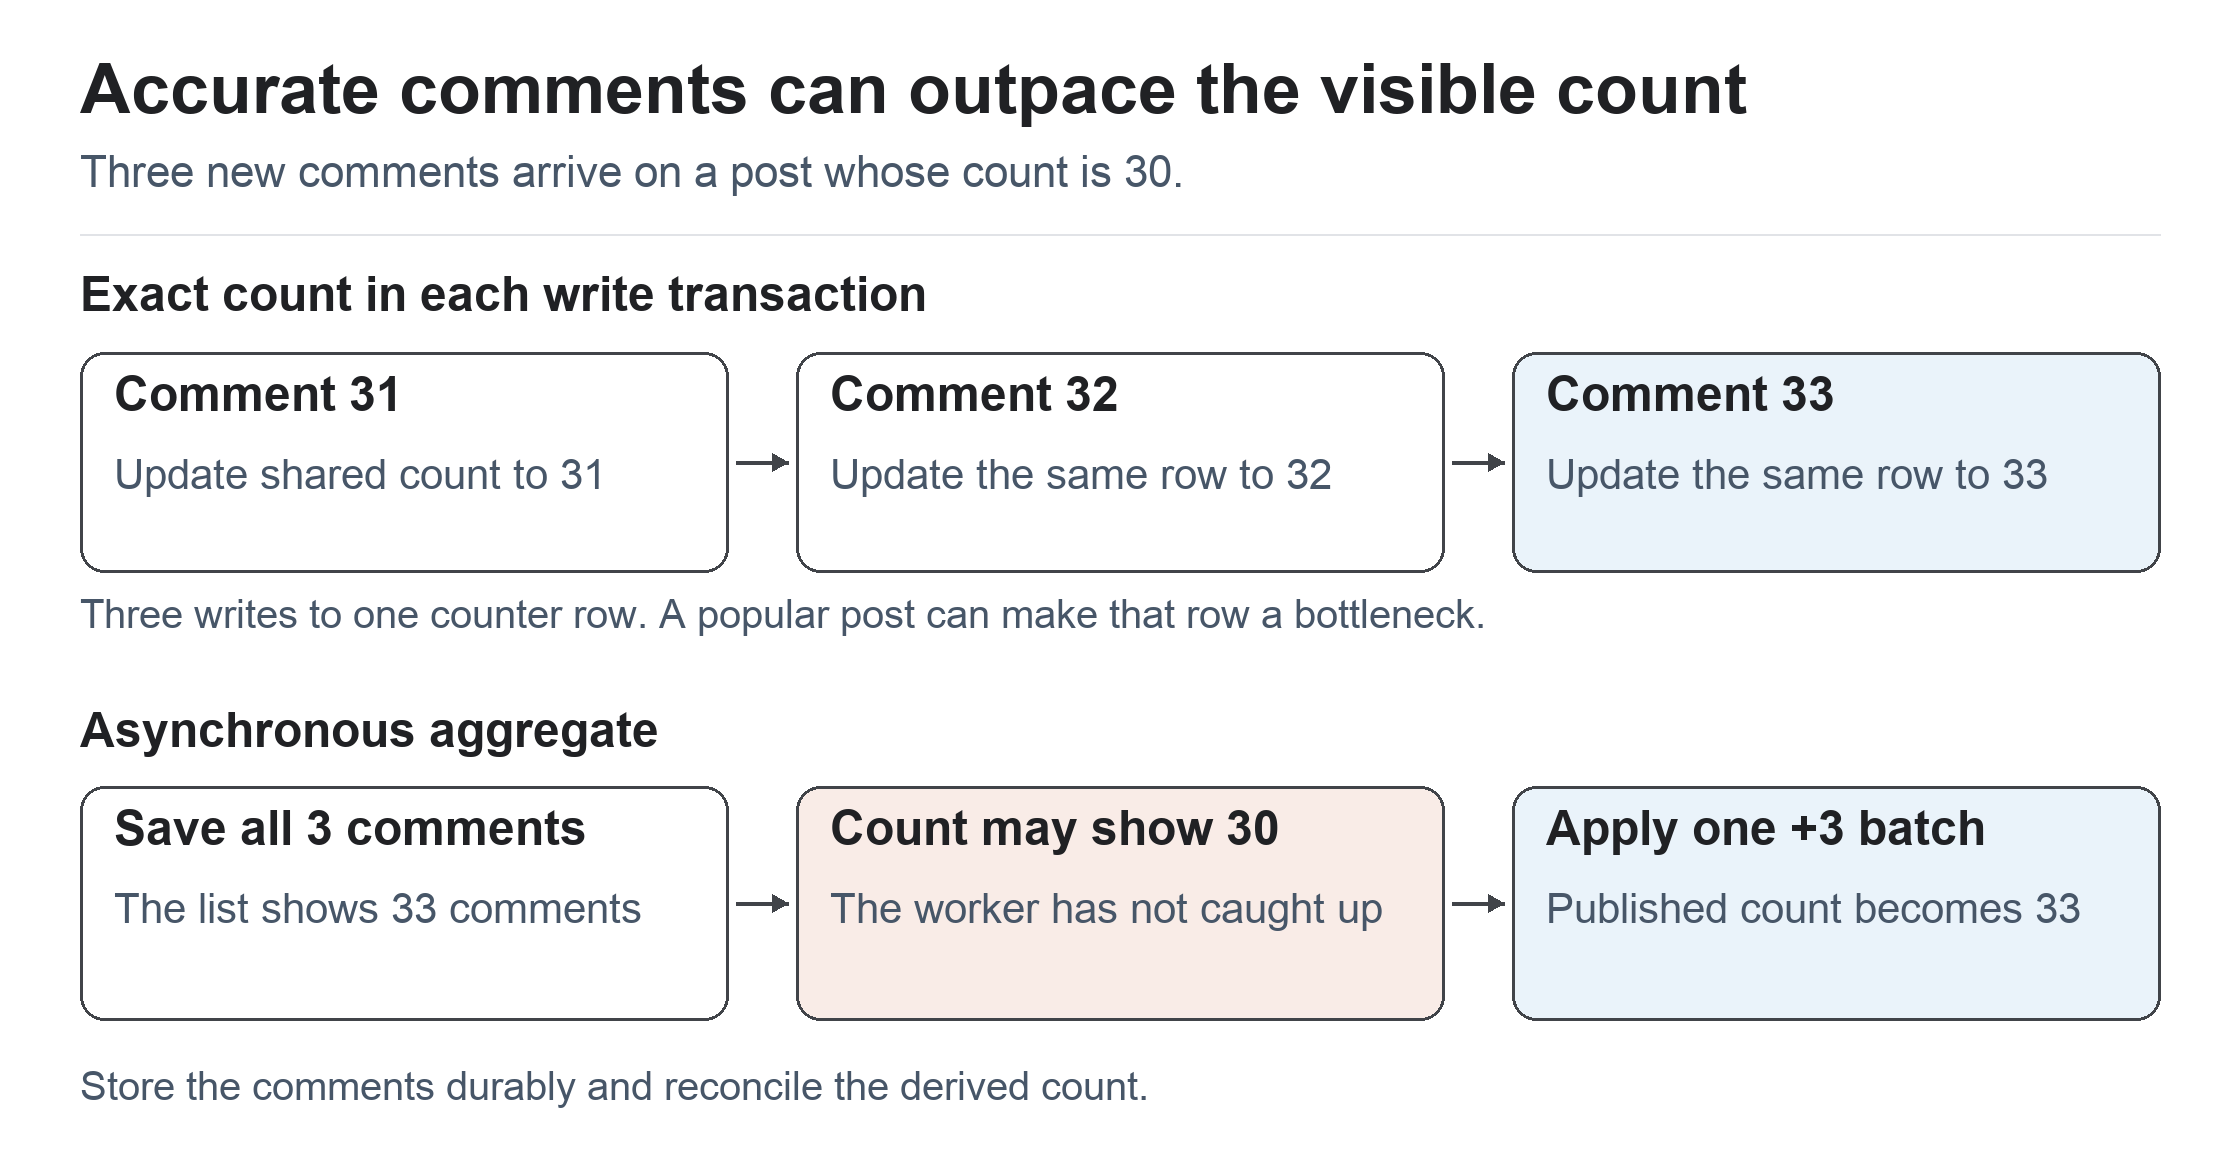 Accurate comments can outpace the visible count
Three new comments arrive on a post whose count is 30.
Exact count in each write transaction
Comment 31
Update shared count to 31
Comment 32
Update the same row to 32
Comment 33
Update the same row to 33
Three writes to one counter row. A popular post can make that row a bottleneck.
Asynchronous aggregate
Save all 3 comments
The list shows 33 comments
Count may show 30
The worker has not caught up
Apply one +3 batch
Published count becomes 33
Store the comments durably and reconcile the derived count.